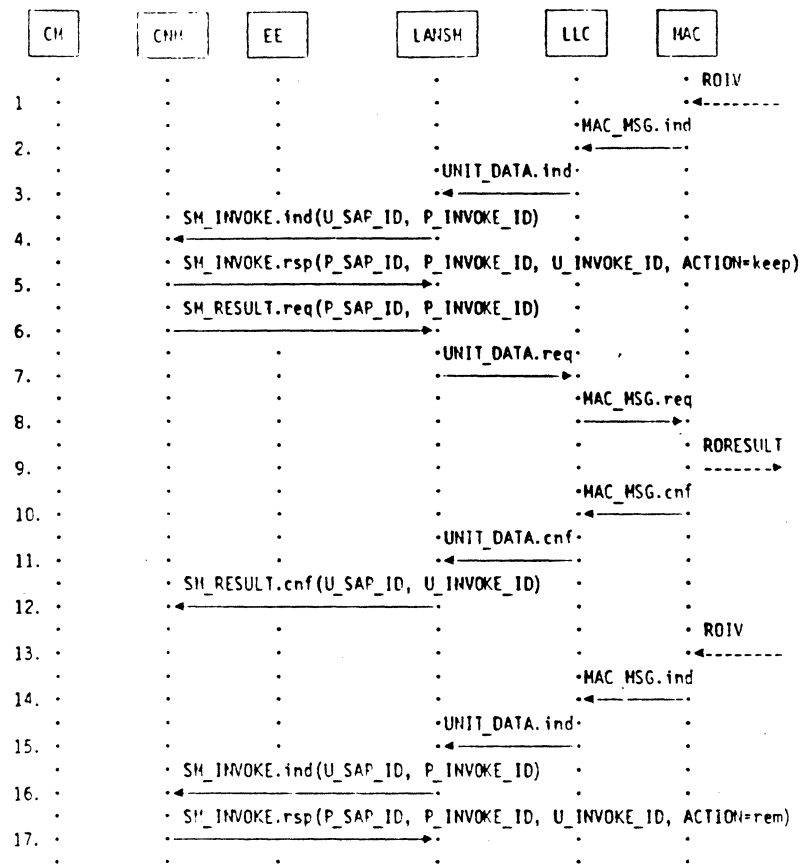 CM CNM EE LANSM LLC MAC
ROIV
1
MAC_MSG.ind
2.
UNIT_DATA.ind
3.
SM_INVOKE.ind(U_SAP_ID, P_INVOKE_ID)
4.
SM_INVOKE.rsp(P_SAP_ID, P_INVOKE_ID, U_INVOKE_ID, ACTION=keep)
5.
SM_RESULT.req(P_SAP_ID, P_INVOKE_ID)
6.
UNIT_DATA.req
7.
MAC_MSG.req
8.
RORESULT
9.
MAC_MSG.cnf
10.
UNIT_DATA.cnf
11.
SM_RESULT.cnf(U_SAP_ID, U_INVOKE_ID)
12.
ROIV
13.
MAC_MSG.ind
14.
UNIT_DATA.ind
15.
SM_INVOKE.ind(U_SAP_ID, P_INVOKE_ID)
16.
SM_INVOKE.rsp(P_SAP_ID, P_INVOKE_ID, U_INVOKE_ID, ACTION=rem)
17.